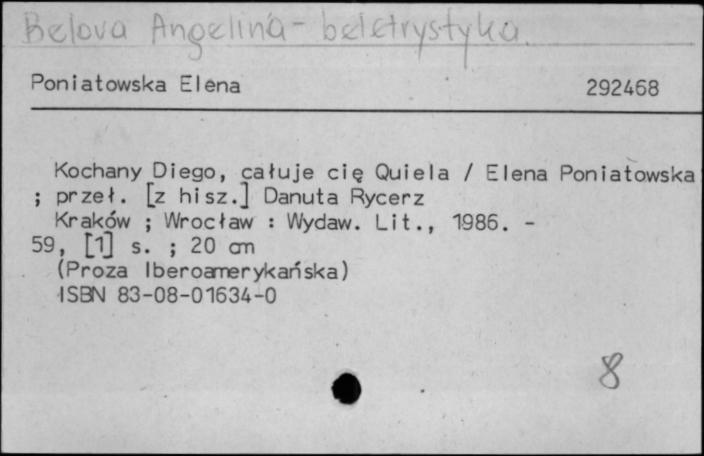 Belova Angelina - beletrystyka
Poniatowska Elena 292468
Kochany Diego, całuje cię Quiela / Elena Poniatowska
; przeł. [z hisz.] Danuta Rycerz
Kraków ; Wrocław : Wydaw. Lit., 1986. -
59, [1] s. ; 20 cm
(Proza Iberoamerykańska)
ISBN 83-08-01634-0
8